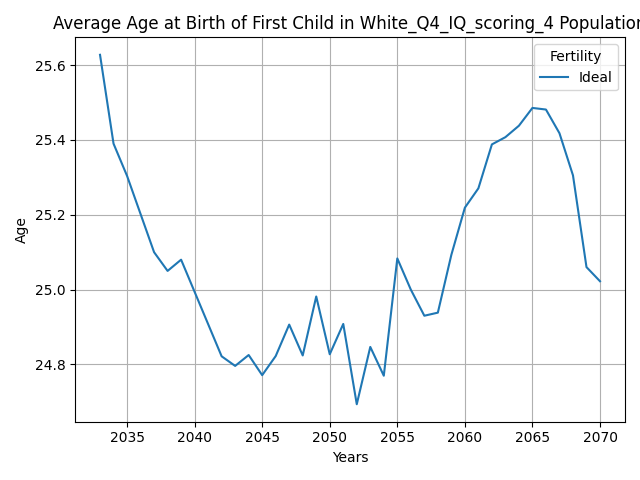 Average Age at Birth of First Child in White_Q4_IQ_scoring_4 Population
Fertility
Ideal
25.6
25.4
25.2
25.0
24.8
Age
2035 2040 2045 2050 2055 2060 2065 2070
Years